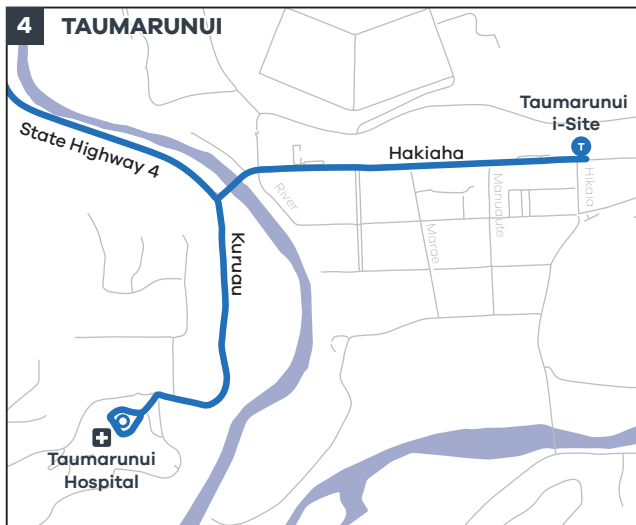 4 TAUMARUNUI
Taumarunui
i-Site
T
State Highway 4
Hakiaha
River
Marae
Manuaute
Hikaia
Kuruau
Taumarunui
Hospital